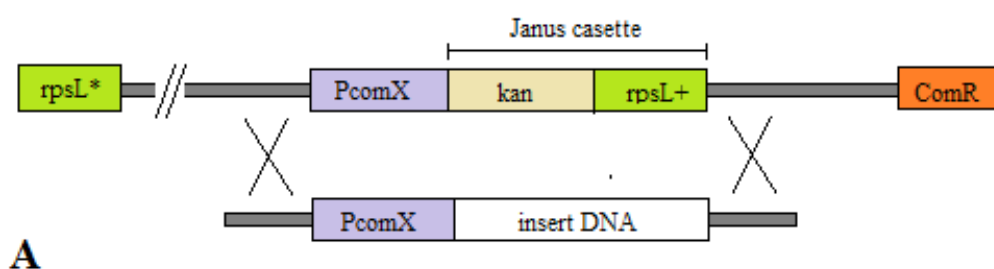 Janus casette
rpsL* PcomX kan rpsL+ ComR
PcomX insert DNA
A